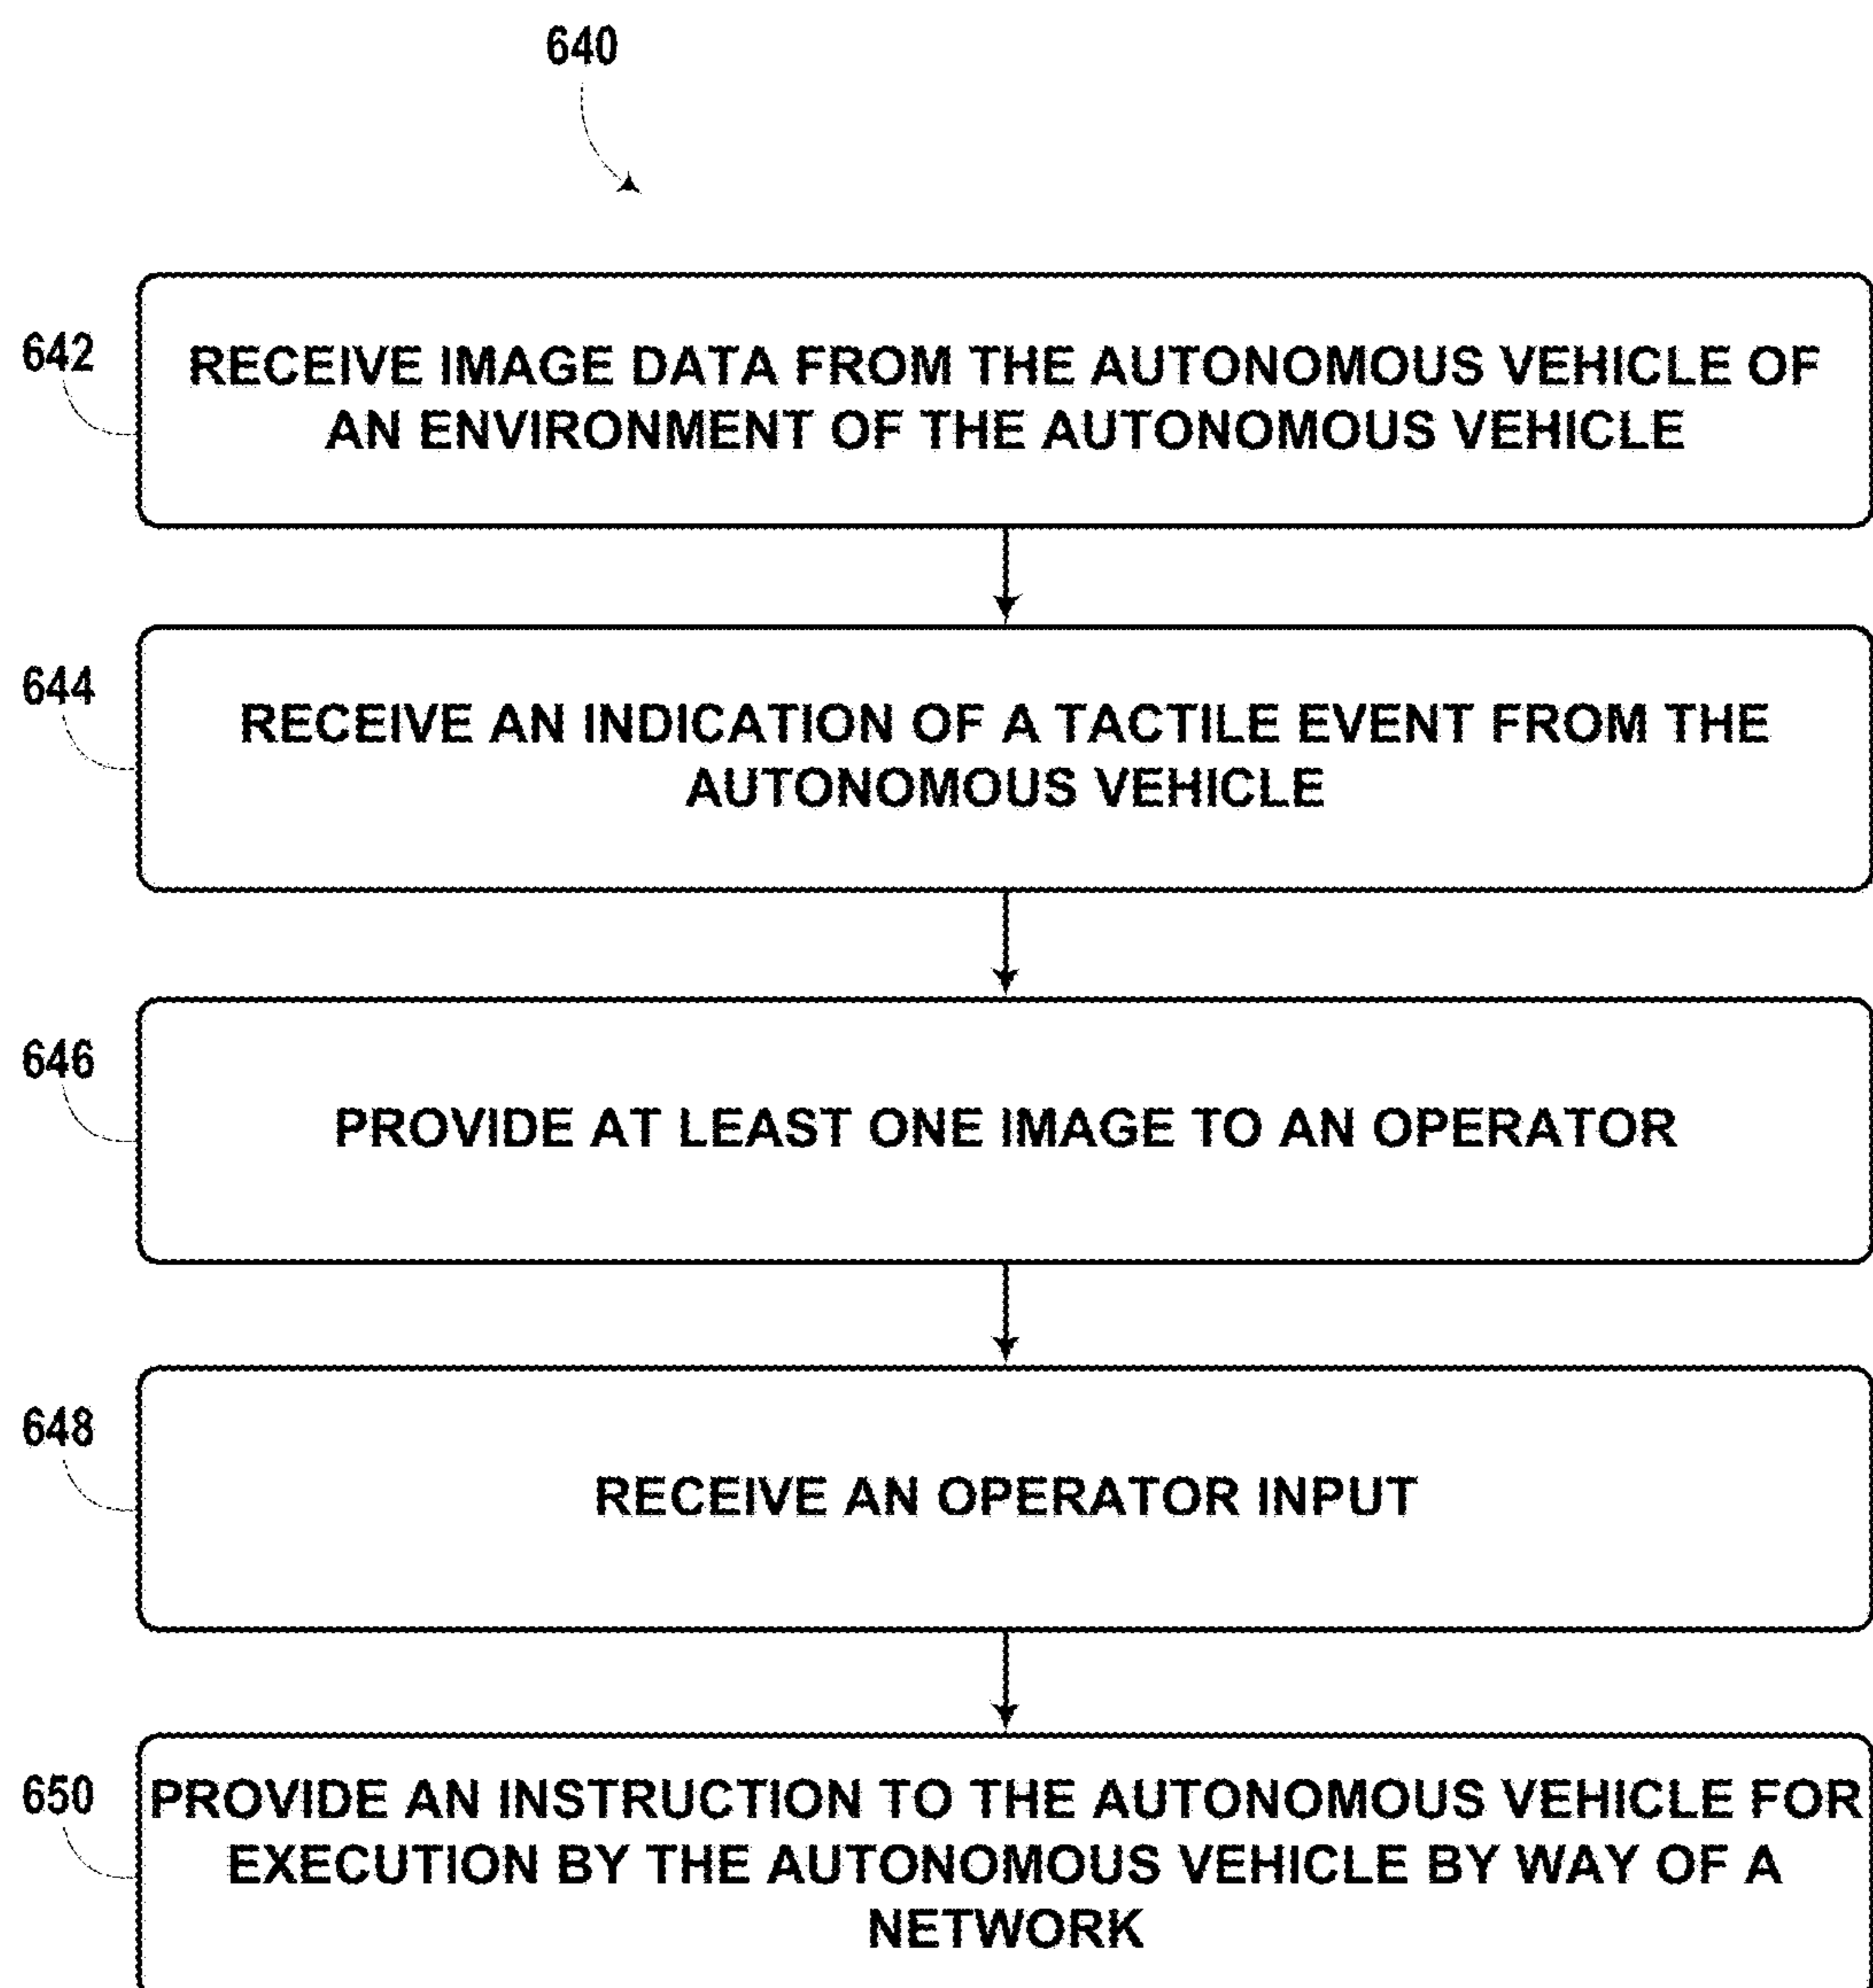 640
642
RECEIVE IMAGE DATA FROM THE AUTONOMOUS VEHICLE OF
AN ENVIRONMENT OF THE AUTONOMOUS VEHICLE
644
RECEIVE AN INDICATION OF A TACTILE EVENT FROM THE
AUTONOMOUS VEHICLE
646
PROVIDE AT LEAST ONE IMAGE TO AN OPERATOR
648
RECEIVE AN OPERATOR INPUT
650
PROVIDE AN INSTRUCTION TO THE AUTONOMOUS VEHICLE FOR
EXECUTION BY THE AUTONOMOUS VEHICLE BY WAY OF A
NETWORK